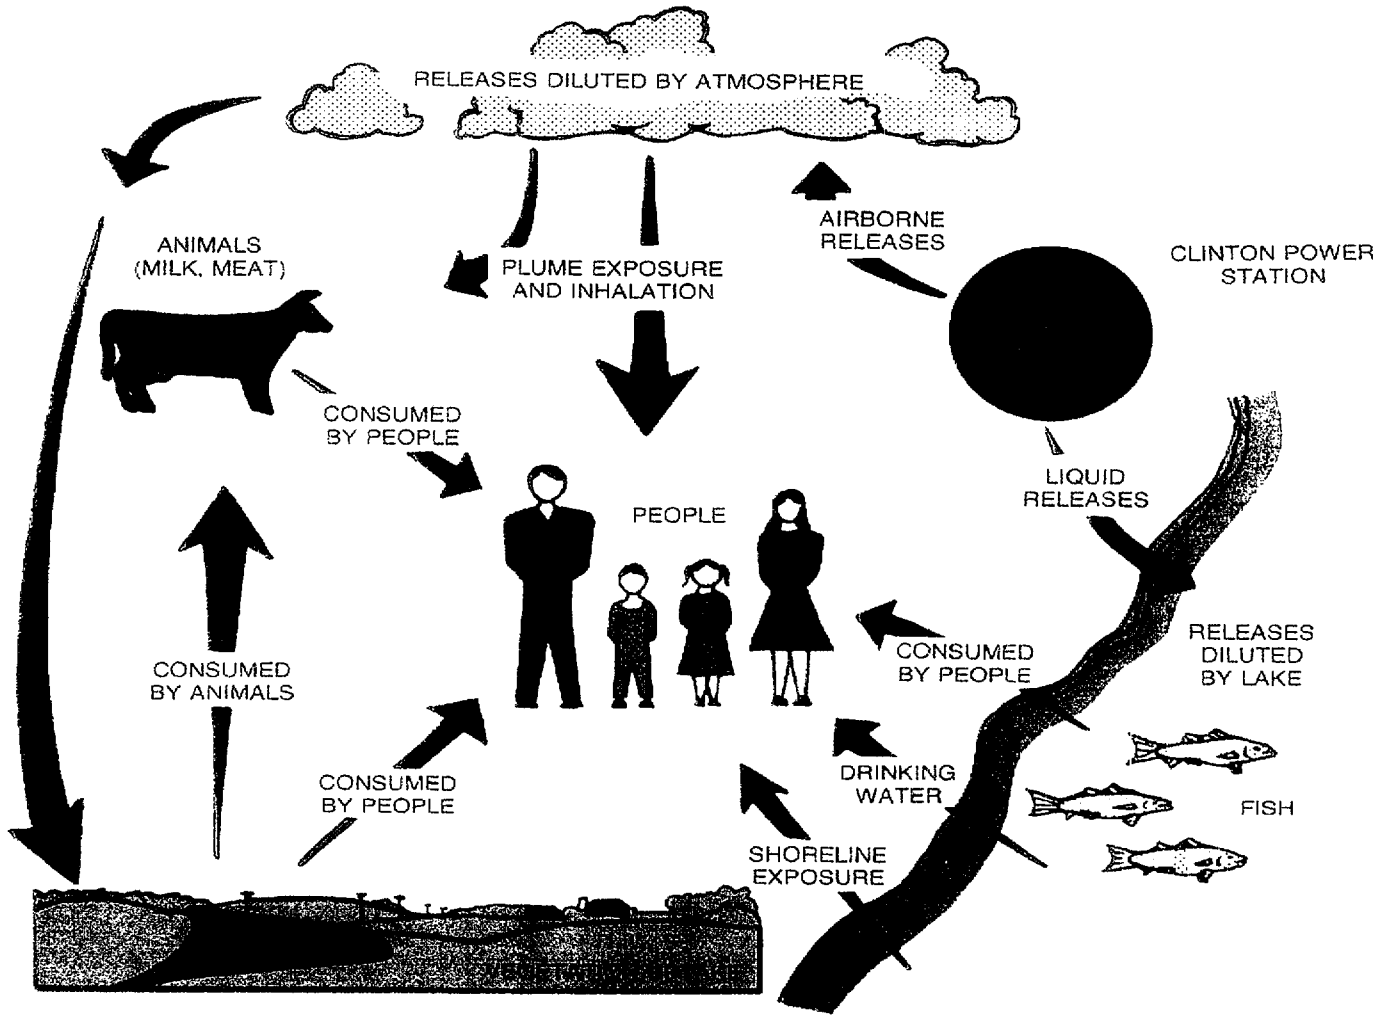 RELEASES DILUTED BY ATMOSPHERE
AIRBORNE
RELEASES
CLINTON POWER
STATION
ANIMALS
(MILK, MEAT)
PLUME EXPOSURE
AND INHALATION
CONSUMED
BY PEOPLE
LIQUID
RELEASES
PEOPLE
RELEASES
DILUTED
BY LAKE
CONSUMED
BY PEOPLE
CONSUMED
BY ANIMALS
DRINKING
WATER
CONSUMED
BY PEOPLE
FISH
SHORELINE
EXPOSURE